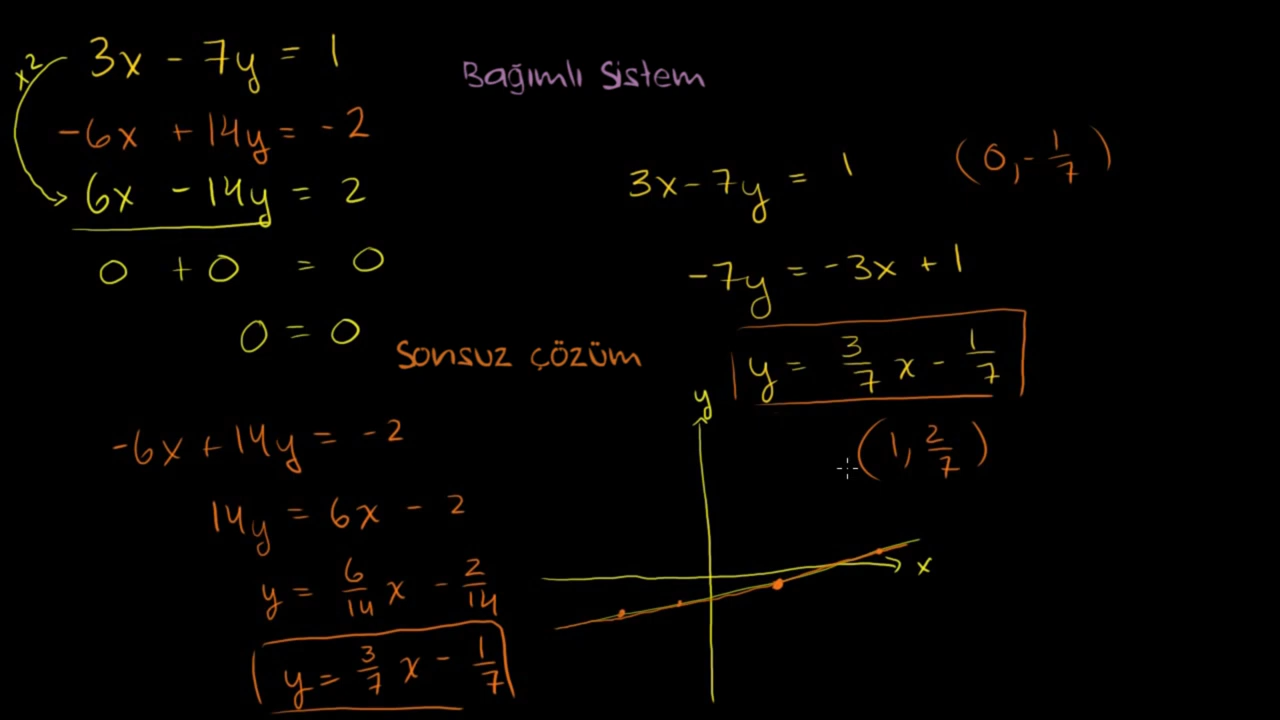 x2
3x - 7y = 1
-6x + 14y = -2
6x - 14y = 2
0 + 0 = 0
0 = 0
Bağımlı Sistem
Sonsuz çözüm
-6x + 14y = -2
14y = 6x - 2
y = 6/14 x - 2/14
y = 3/7 x - 1/7
3x - 7y = 1
(0, -1/7)
-7y = -3x + 1
y = 3/7 x - 1/7
(1, 2/7)
y
x